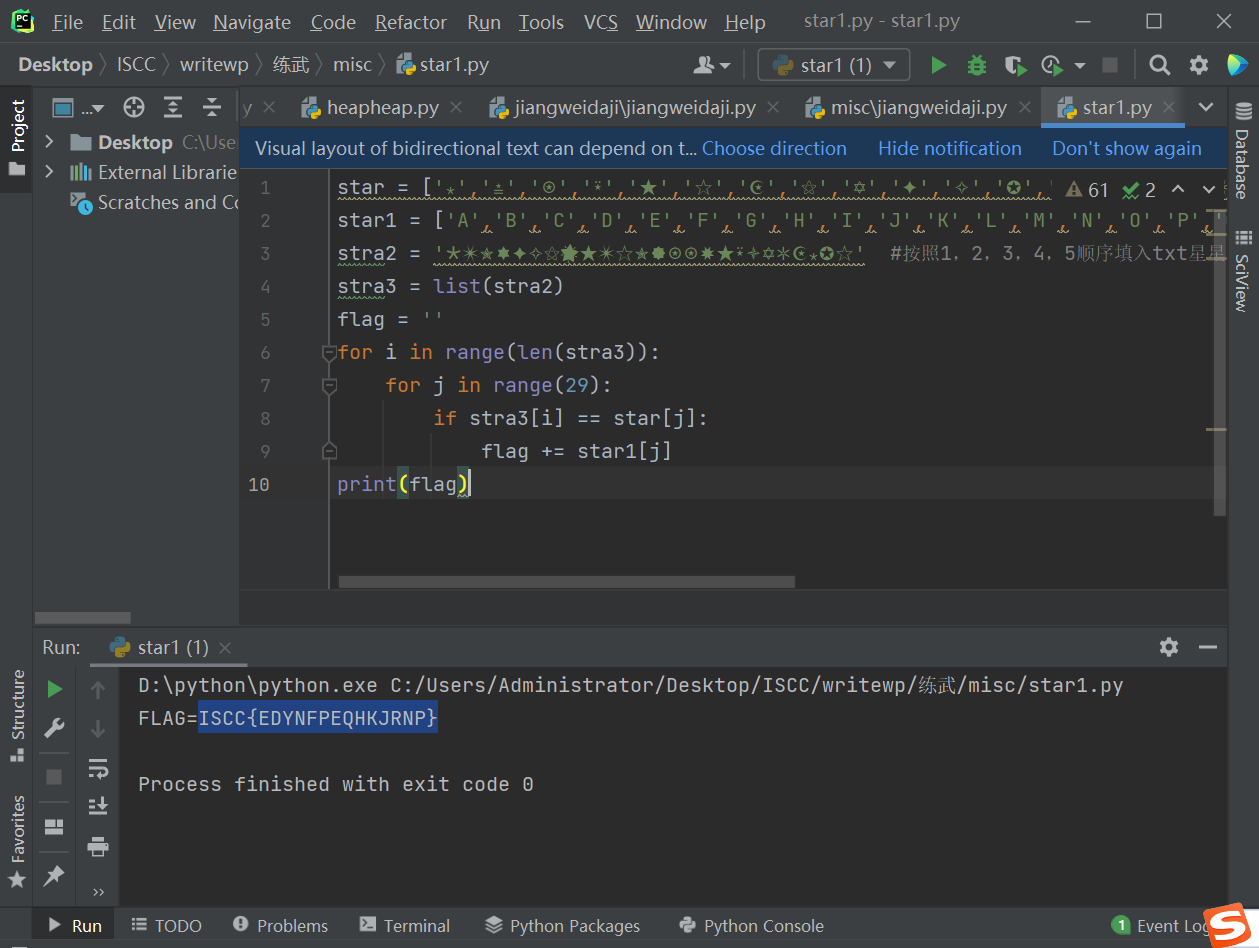 File Edit View Navigate Code Refactor Run Tools VCS Window Help star1.py - star1.py
Desktop ISCC writewp 练武 misc star1.py star1 (1)
y heapheap.py jiangweidaji\jiangweidaji.py misc\jiangweidaji.py star1.py
Project
Desktop C:\Use
External Librarie
Scratches and Co
Visual layout of bidirectional text can depend on t... Choose direction Hide notification Don't show again
61 2
1 star = [
2 star1 = ['A','B','C','D','E','F','G','H','I','J','K','L','M','N','O','P','
3 stra2 = #按照1，2，3，4，5顺序填入txt星星
4 stra3 = list(stra2)
5 flag = ''
6 for i in range(len(stra3)):
7 for j in range(29):
8 if stra3[i] == star[j]:
9 flag += star1[j]
10 print(flag)
Database
SciView
Run: star1 (1)
D:\python\python.exe C:/Users/Administrator/Desktop/ISCC/writewp/练武/misc/star1.py
FLAG=ISCC{EDYNFPEQHKJRNP}
Process finished with exit code 0
Structure
Favorites
Run TODO Problems Terminal Python Packages Python Console 1 Event Log